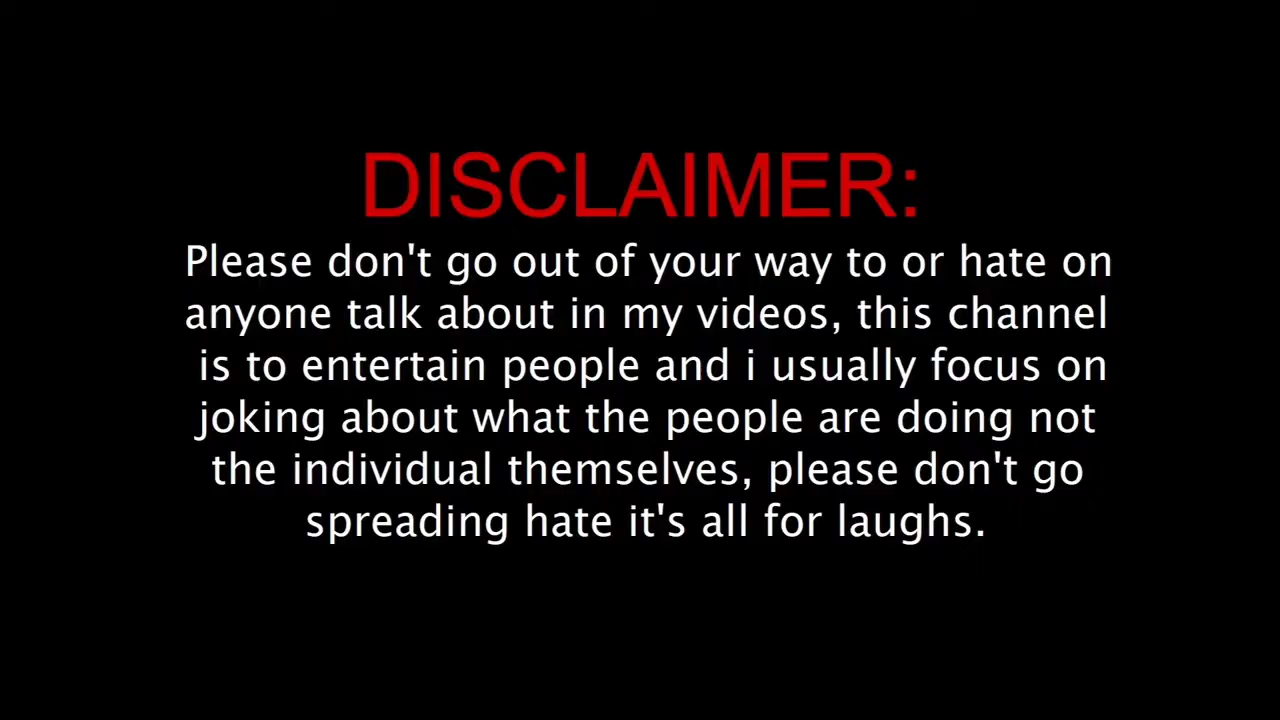 DISCLAIMER:
Please don't go out of your way to or hate on
anyone talk about in my videos, this channel
is to entertain people and i usually focus on
joking about what the people are doing not
the individual themselves, please don't go
spreading hate it's all for laughs.